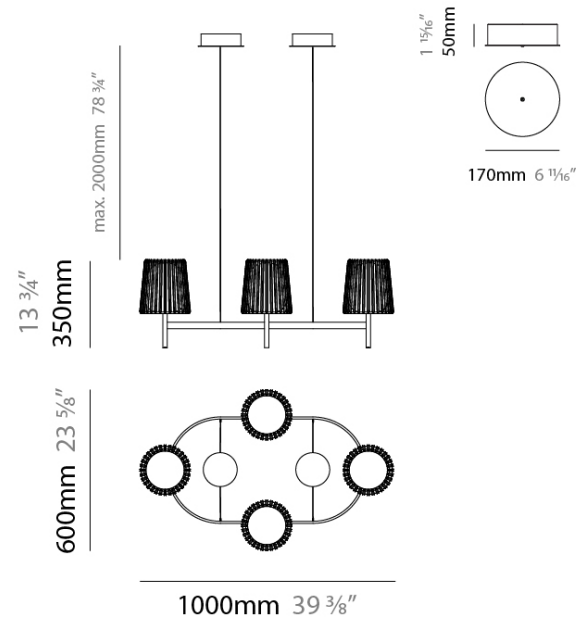 1 15/16” 50mm
170mm 6 11/16”
max. 2000mm 78 3/4”
13 3/4” 350mm
600mm 23 5/8”
1000mm 39 3/8”